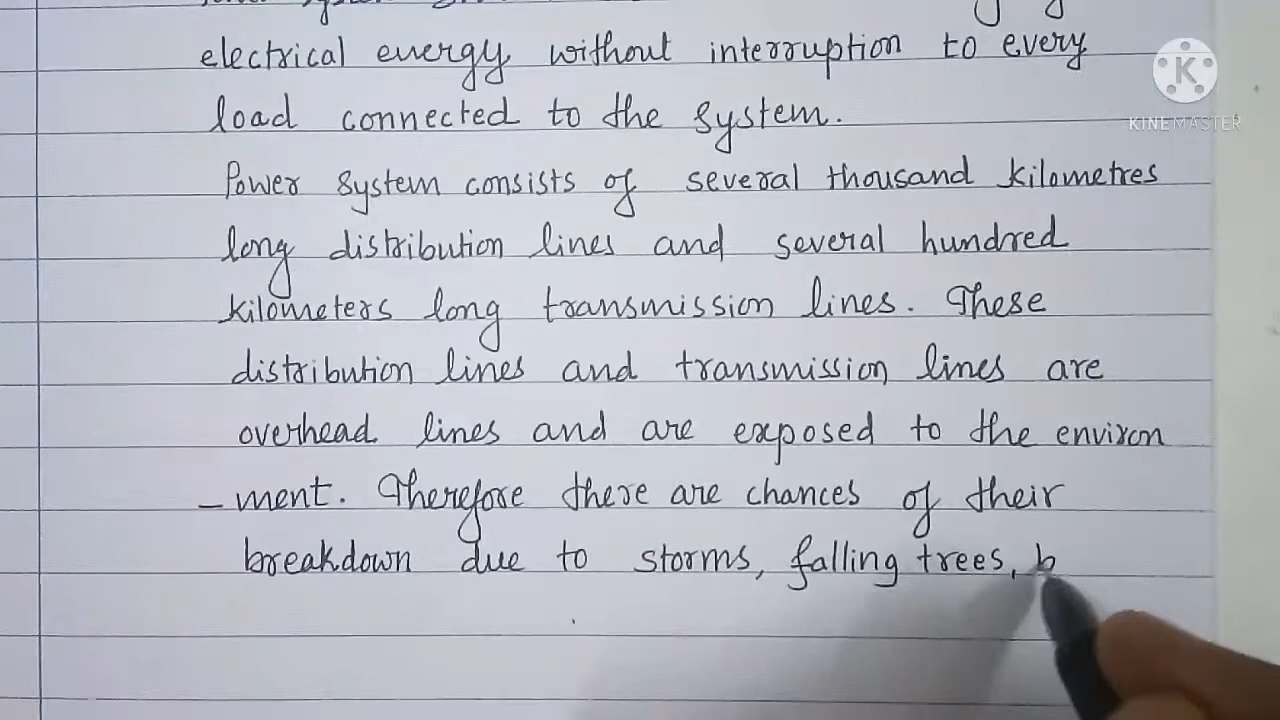 electrical energy without interruption to every
load connected to the system.
Power system consists of several thousand kilometres
long distribution lines and several hundred
kilometers long transmission lines. These
distribution lines and transmission lines are
overhead lines and are exposed to the environ
- ment. Therefore there are chances of their
breakdown due to storms, falling trees, b
K
KINEMASTER